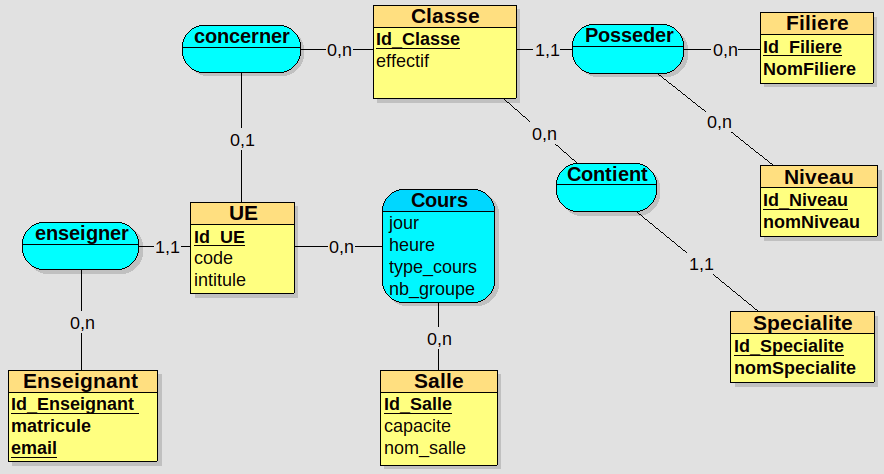 Classe
Id_Classe
effectif
concerner
0,n
1,1
Posseder
0,n
Filiere
Id_Filiere
NomFiliere
0,1
0,n
0,n
Contient
Niveau
Id_Niveau
nomNiveau
UE
Id_UE
code
intitule
enseigner
1,1
0,n
Cours
jour
heure
type_cours
nb_groupe
1,1
Specialite
Id_Specialite
nomSpecialite
0,n
0,n
Enseignant
Id_Enseignant
matricule
email
Salle
Id_Salle
capacite
nom_salle